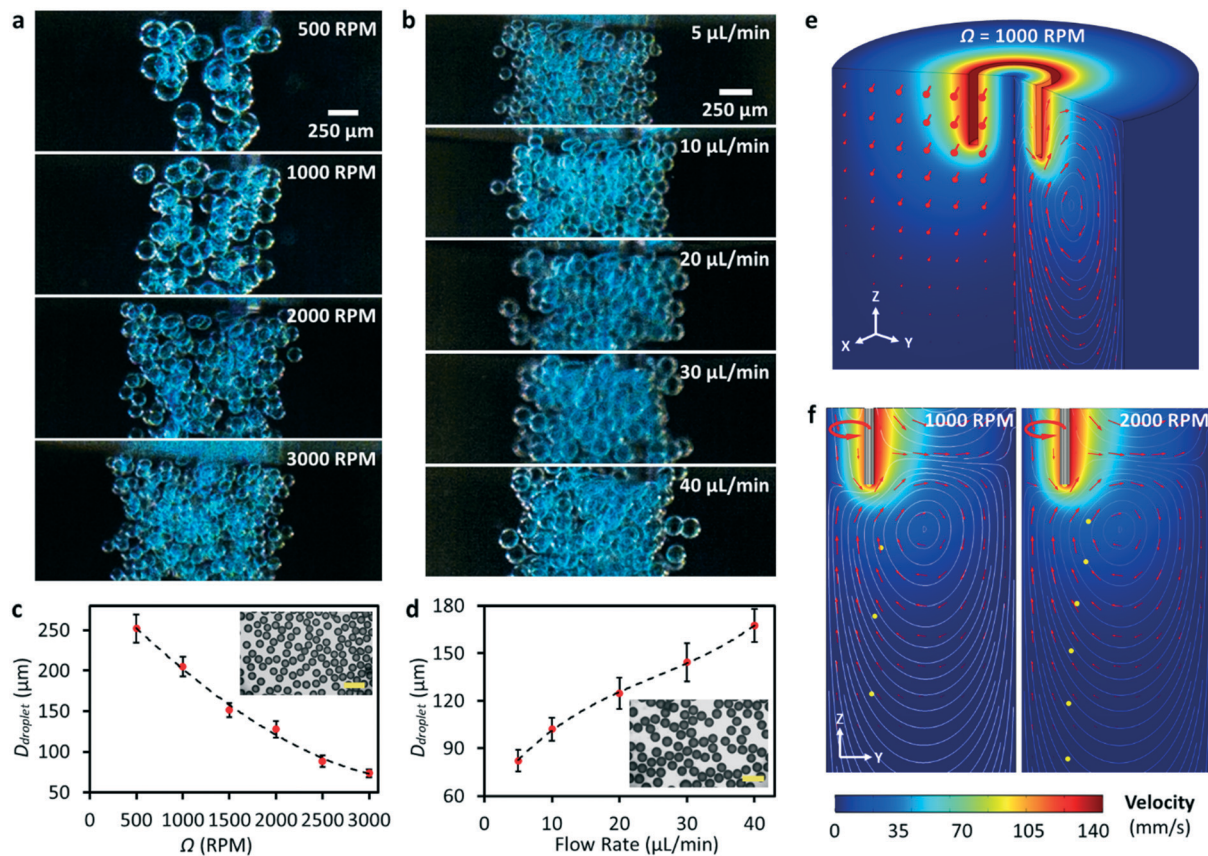 a
500 RPM
250 µm
1000 RPM
2000 RPM
3000 RPM
b
5 µL/min
250 µm
10 µL/min
20 µL/min
30 µL/min
40 µL/min
c
D_droplet (µm)
250
200
150
100
50
0 500 1000 1500 2000 2500 3000
Ω (RPM)
d
D_droplet (µm)
180
150
120
90
60
0 10 20 30 40
Flow Rate (µL/min)
e
Ω = 1000 RPM
Z
X
Y
f
1000 RPM
2000 RPM
Z
Y
0 35 70 105 140
Velocity
(mm/s)